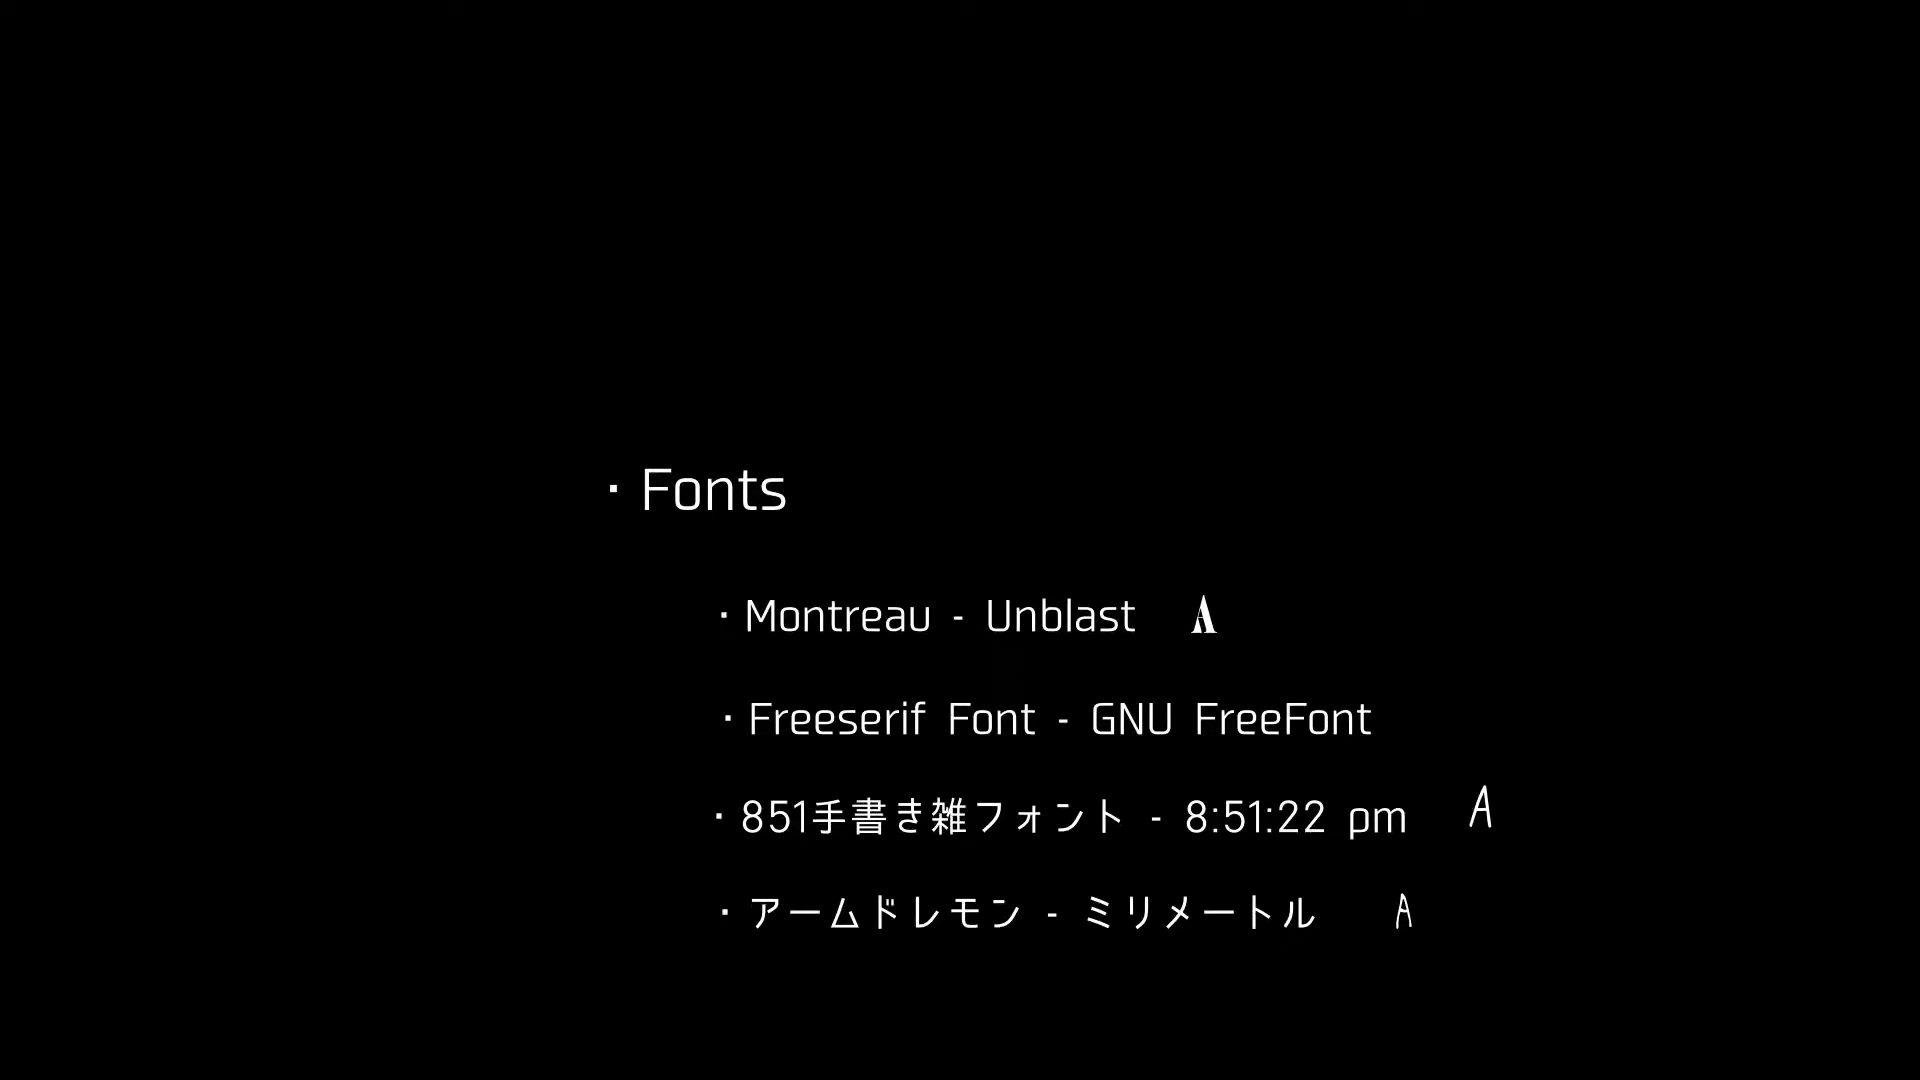 · Fonts
· Montreau - Unblast A
· Freeserif Font - GNU FreeFont
· 851手書き雑フォント - 8:51:22 pm A
· アームドレモン - ミリメートル A